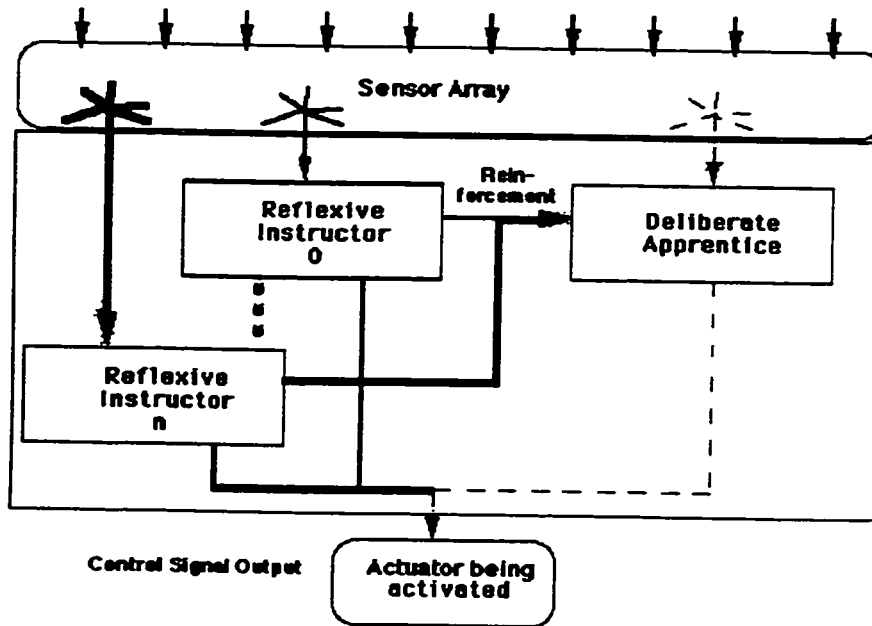 Sensor Array
Rein-
forcement
Reflexive
Instructor
0
Deliberate
Apprentice
Reflexive
Instructor
n
Control Signal Output
Actuator being
activated